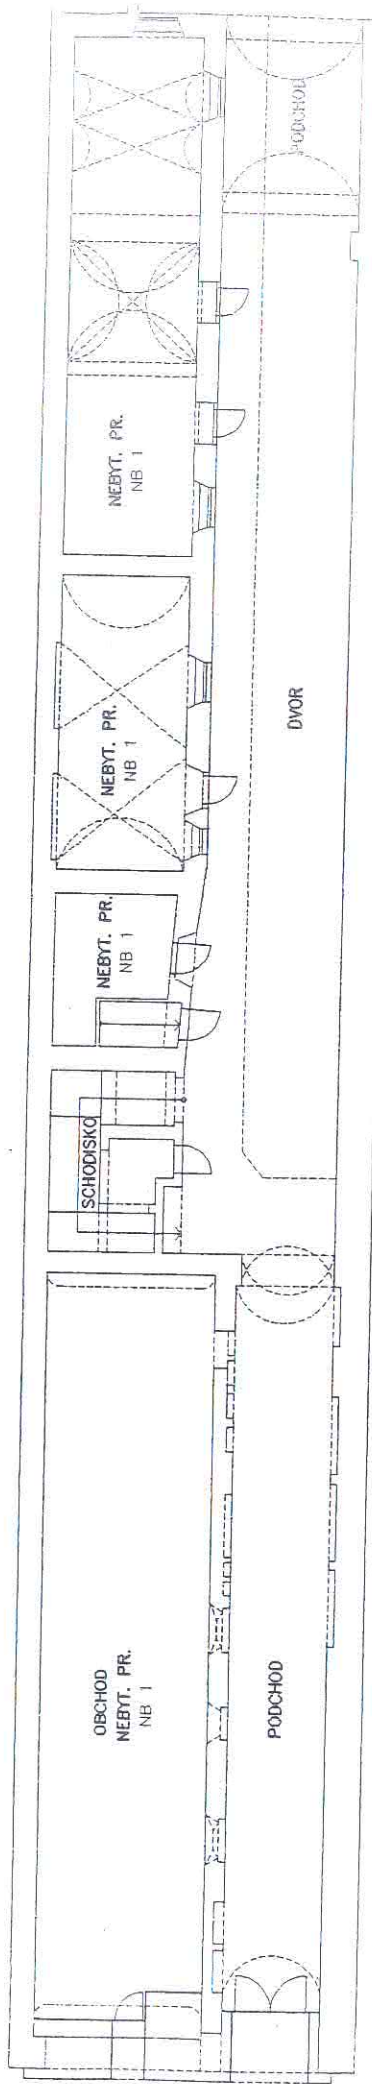 PODCHOD
NEBYT. PR.
NB 1
DVOR
NEBYT. PR.
NB 1
NEBYT. PR.
NB 1
SCHODISKO
OBCHOD
NEBYT. PR.
NB 1
PODCHOD